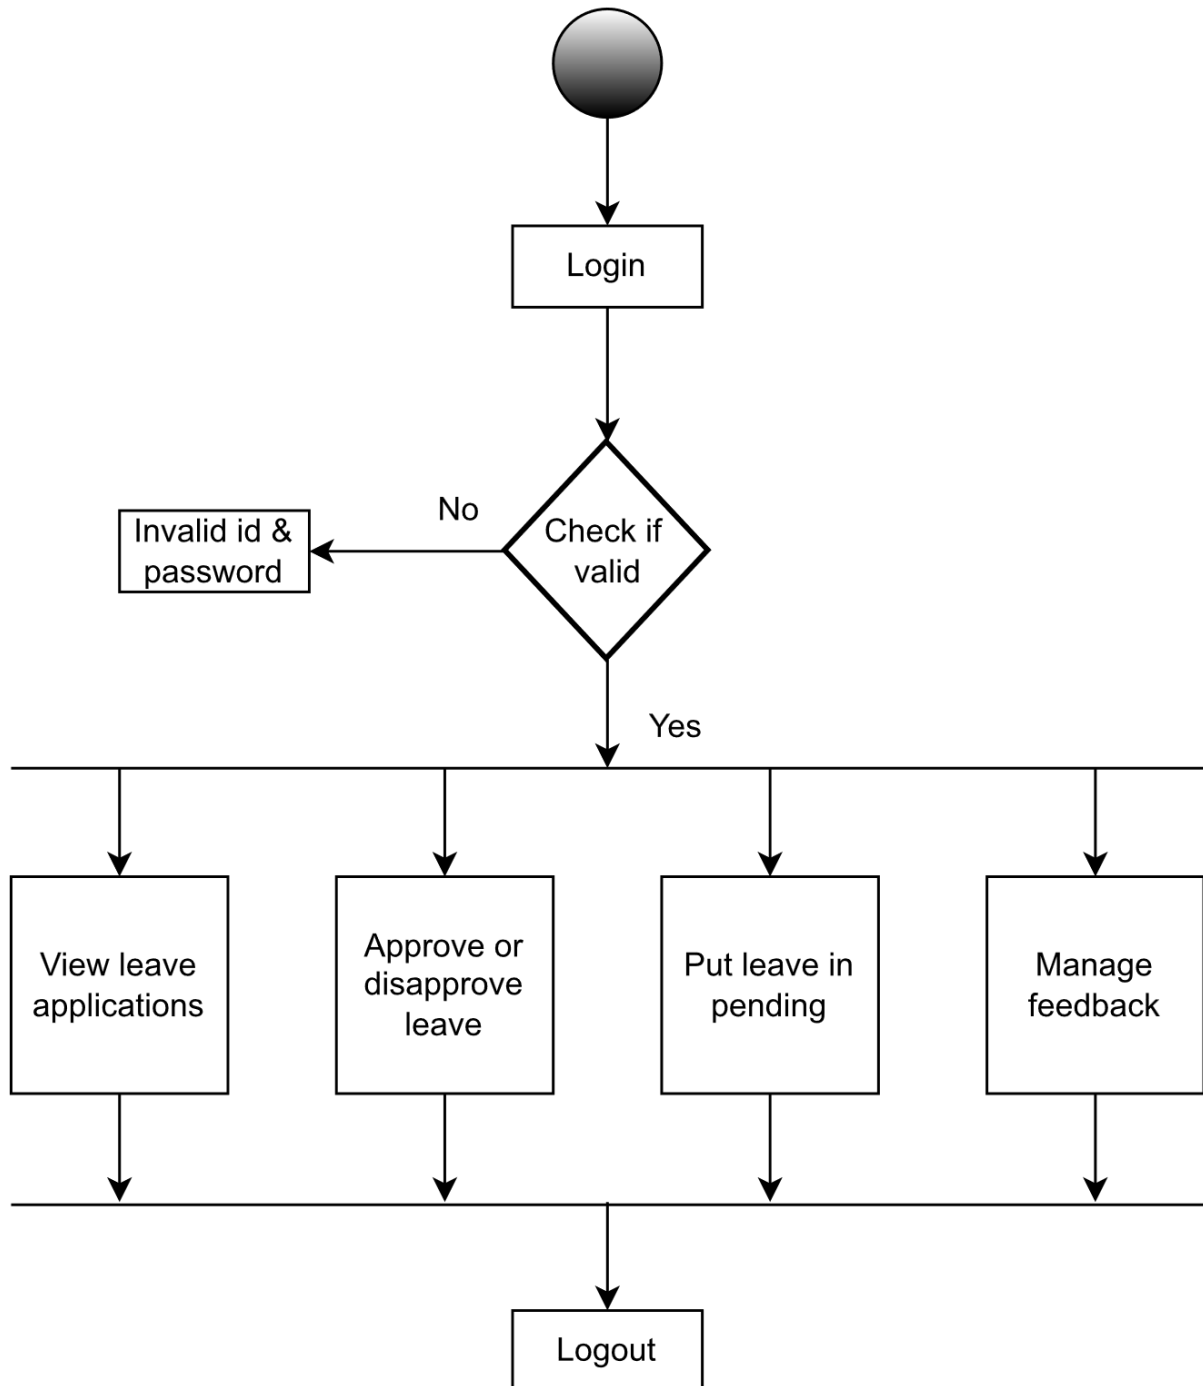 Login
No
Invalid id &
password
Check if
valid
Yes
View leave
applications
Approve or
disapprove
leave
Put leave in
pending
Manage
feedback
Logout